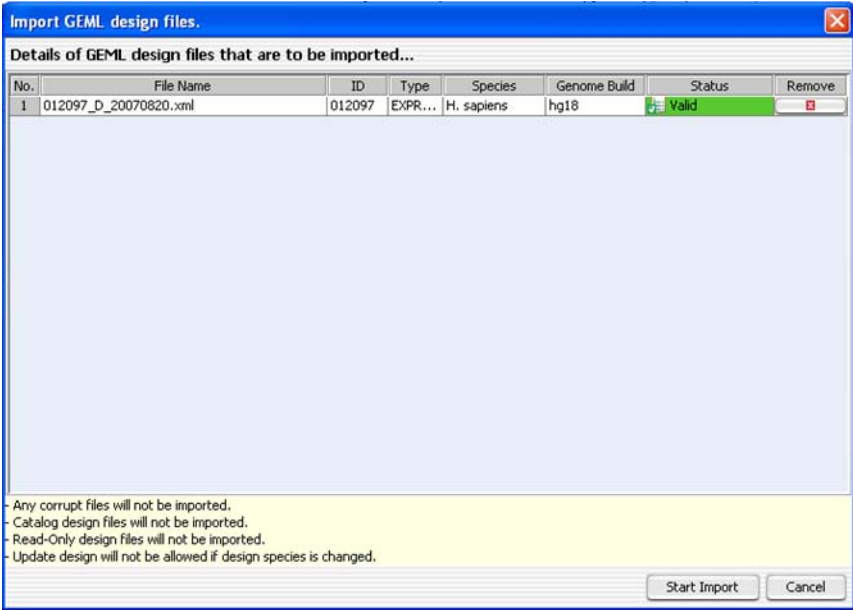 Import GEML design files.
Details of GEML design files that are to be imported...
No. File Name ID Type Species Genome Build Status Remove
1 012097_D_20070820.xml 012097 EXPR... H. sapiens hg18 Valid
- Any corrupt files will not be imported.
- Catalog design files will not be imported.
- Read-Only design files will not be imported.
- Update design will not be allowed if design species is changed.
Start Import Cancel